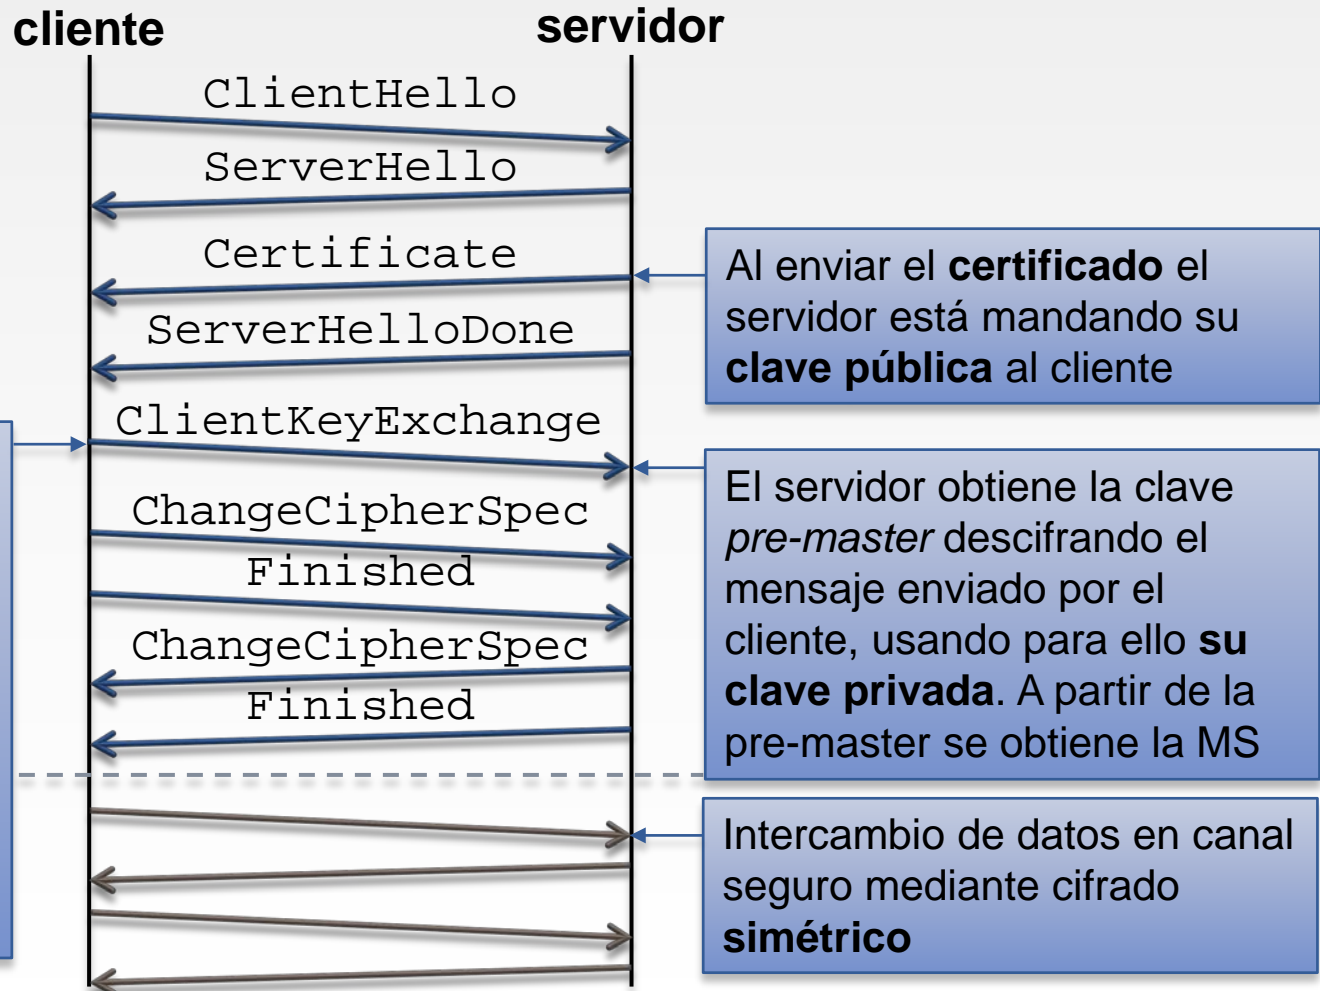 cliente
servidor
ClientHello
ServerHello
Certificate
ServerHelloDone
ClientKeyExchange
ChangeCipherSpec
Finished
ChangeCipherSpec
Finished
Al enviar el certificado el
servidor está mandando su
clave pública al cliente
El servidor obtiene la clave
pre-master descifrando el
mensaje enviado por el
cliente, usando para ello su
clave privada. A partir de la
pre-master se obtiene la MS
Intercambio de datos en canal
seguro mediante cifrado
simétrico